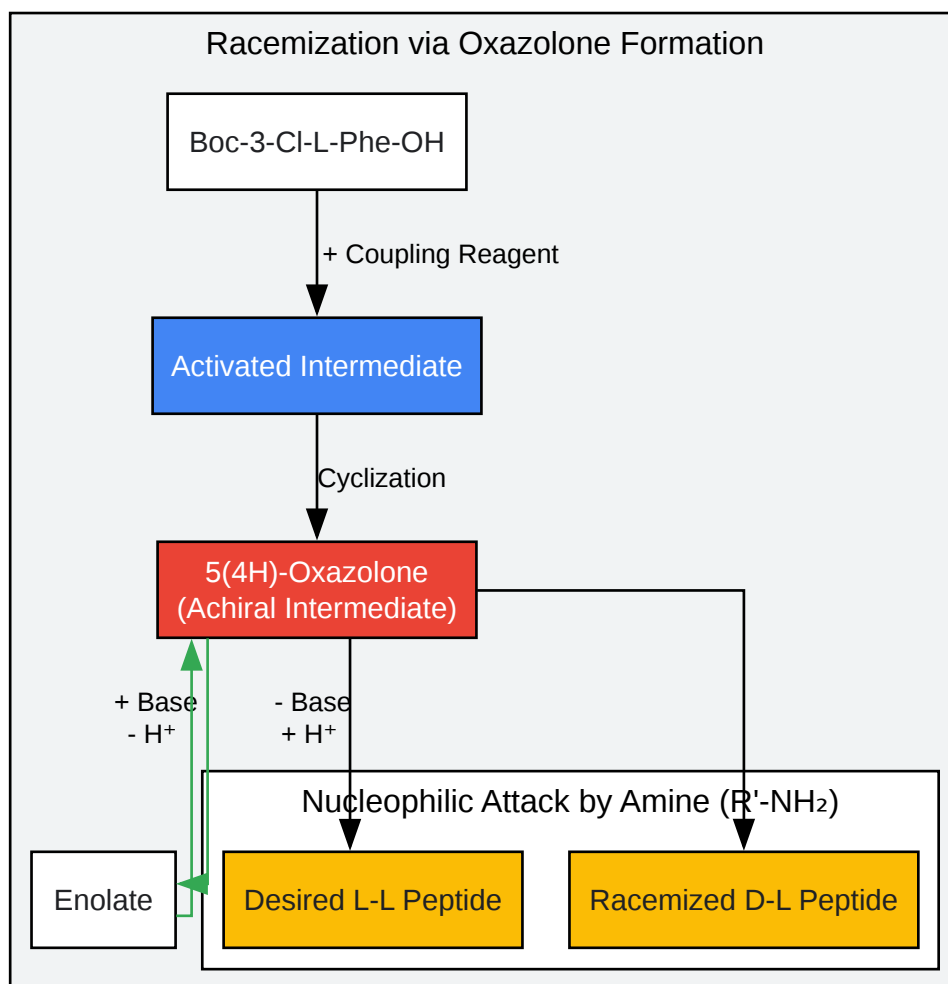 Racemization via Oxazolone Formation
Boc-3-Cl-L-Phe-OH
+ Coupling Reagent
Activated Intermediate
Cyclization
5(4H)-Oxazolone
(Achiral Intermediate)
+ Base
- H⁺
- Base
+ H⁺
Nucleophilic Attack by Amine (R'-NH₂)
Enolate
Desired L-L Peptide
Racemized D-L Peptide